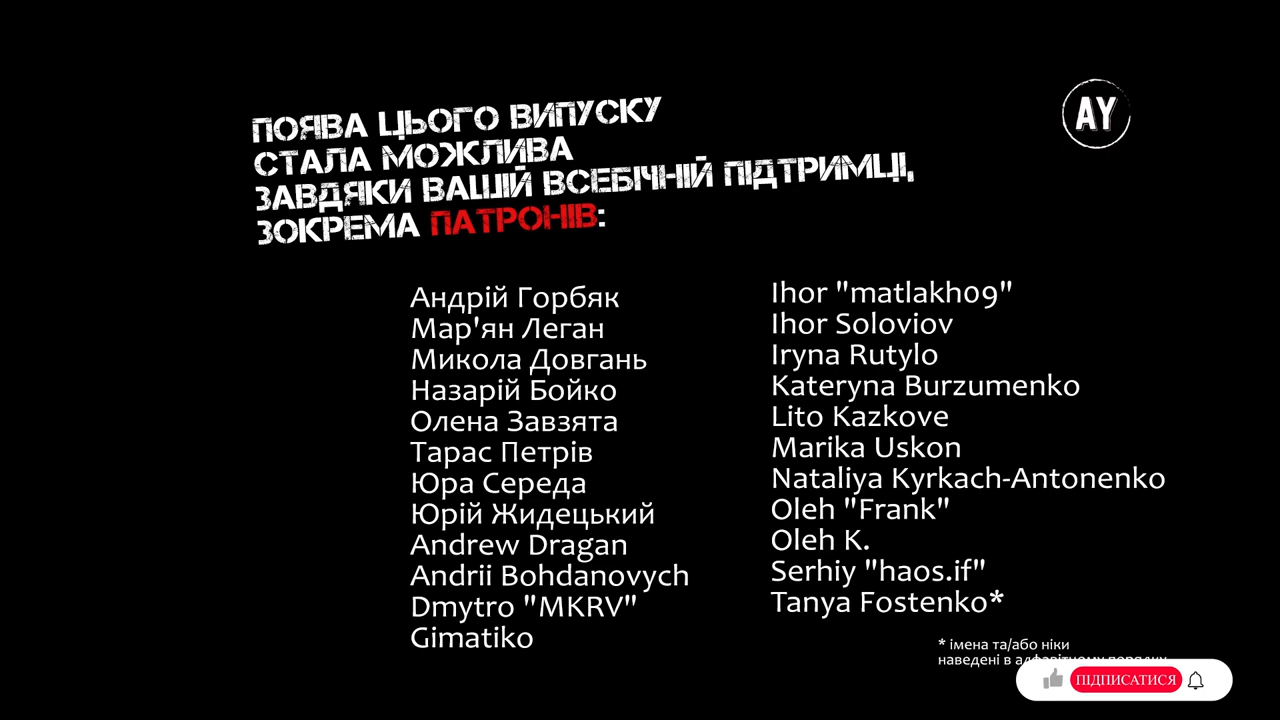 ПОЯВА ЦЬОГО ВИПУСКУ
СТАЛА МОЖЛИВА
ЗАВДЯКИ ВАШІЙ ВСЕБІЧНІЙ ПІДТРИМЦІ,
ЗОКРЕМА ПАТРОНІВ:
АУ
Андрій Горбяк
Мар'ян Леган
Микола Довгань
Назарій Бойко
Олена Завзята
Тарас Петрів
Юра Середа
Юрій Жидецький
Andrew Dragan
Andrii Bohdanovych
Dmytro "MKRV"
Gimatiko
Ihor "matlakh09"
Ihor Soloviov
Iryna Rutylo
Kateryna Burzumenko
Lito Kazkove
Marika Uskon
Nataliya Kyrkach-Antonenko
Oleh "Frank"
Oleh K.
Serhiy "haos.if"
Tanya Fostenko*
* імена та/або ніки
наведені в алфавітному порядку
ПІДПИСАТИСЯ